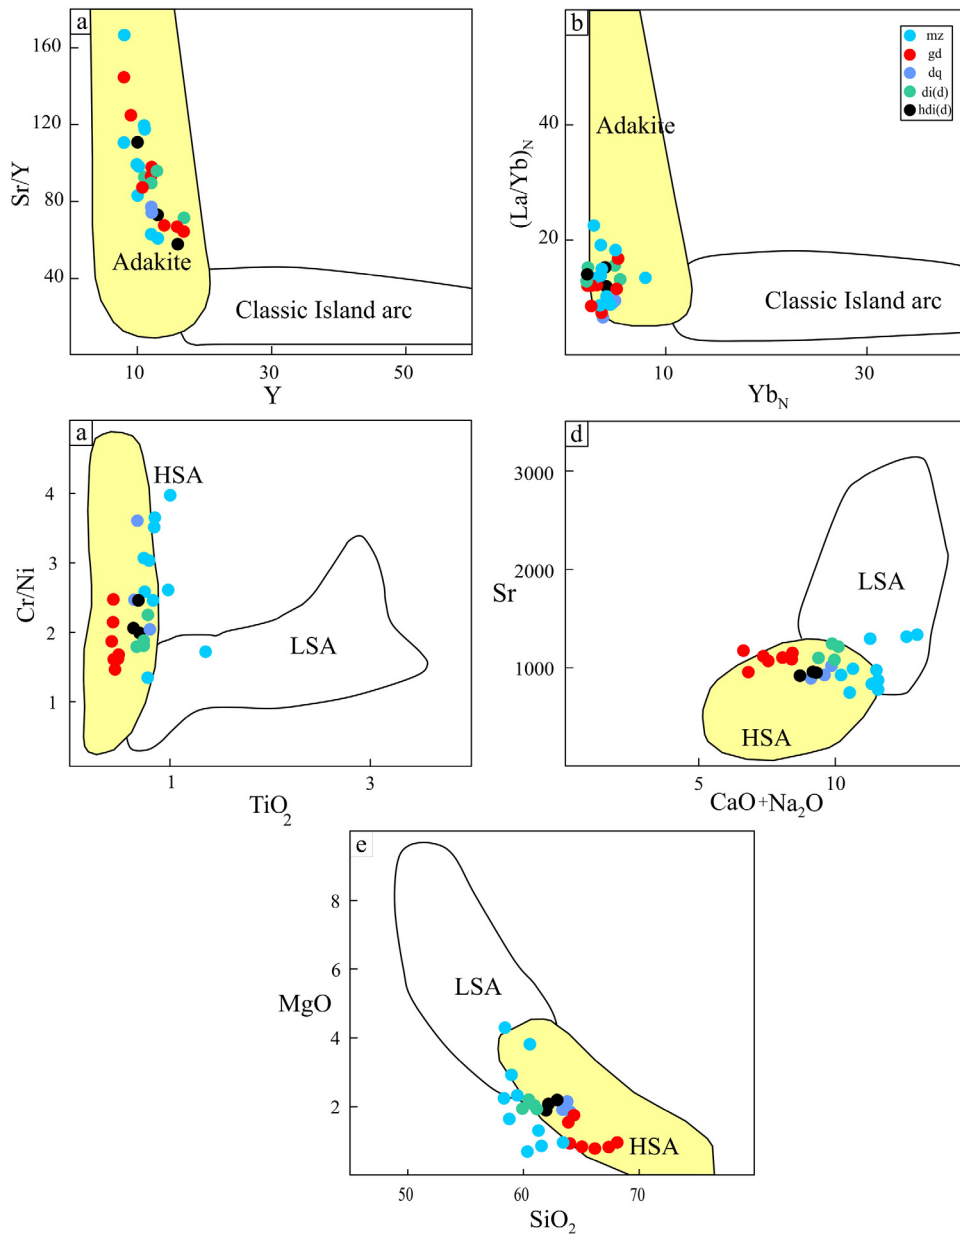 a
160
120
80
40
Sr/Y
Adakite
Classic Island arc
10 30 50
Y
b
mz
gd
dq
di(d)
hdi(d)
40
20
(La/Yb)N
Adakite
Classic Island arc
10 30
YbN
a
4
3
2
1
Cr/Ni
HSA
LSA
1 3
TiO2
d
3000
2000
1000
Sr
LSA
HSA
5 10
CaO+Na2O
e
8
6
4
2
MgO
LSA
HSA
50 60 70
SiO2